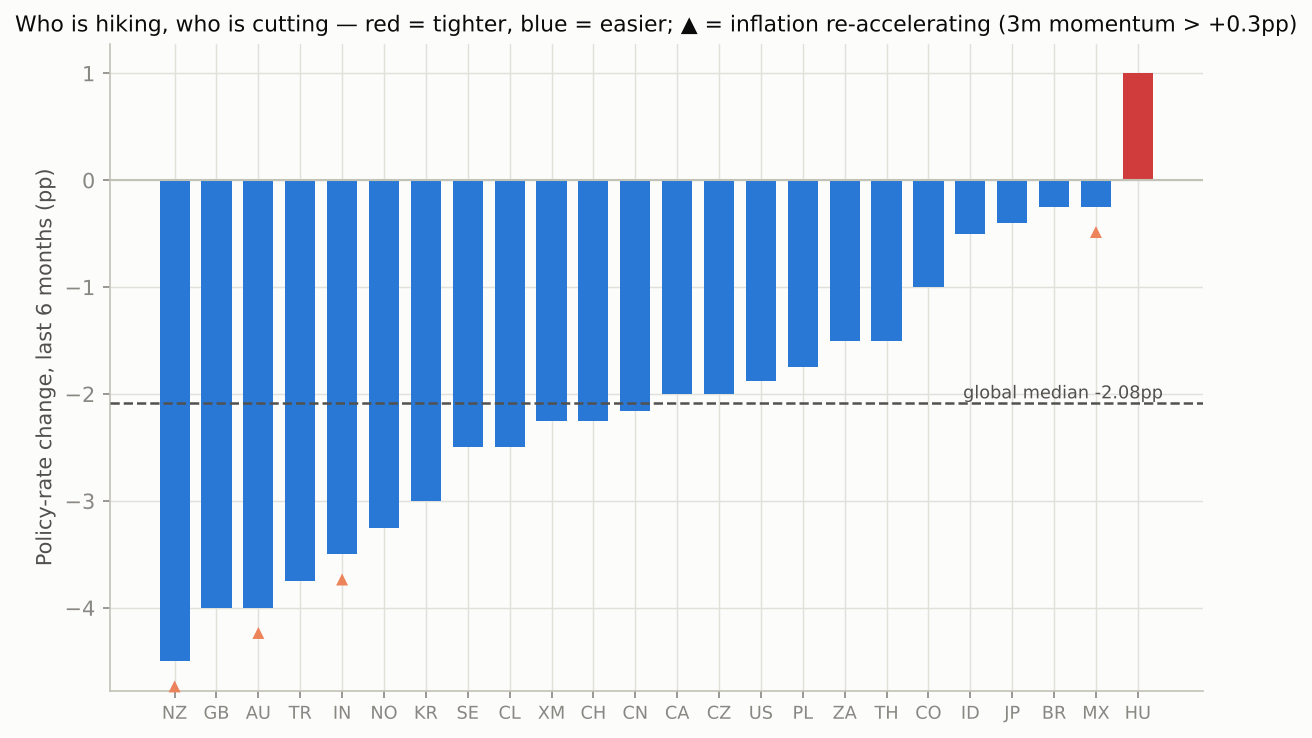 Who is hiking, who is cutting — red = tighter, blue = easier; ▲ = inflation re-accelerating (3m momentum > +0.3pp)
Policy-rate change, last 6 months (pp)
1
0
−1
−2
−3
−4
global median -2.08pp
NZ GB AU TR IN NO KR SE CL XM CH CN CA CZ US PL ZA TH CO ID JP BR MX HU